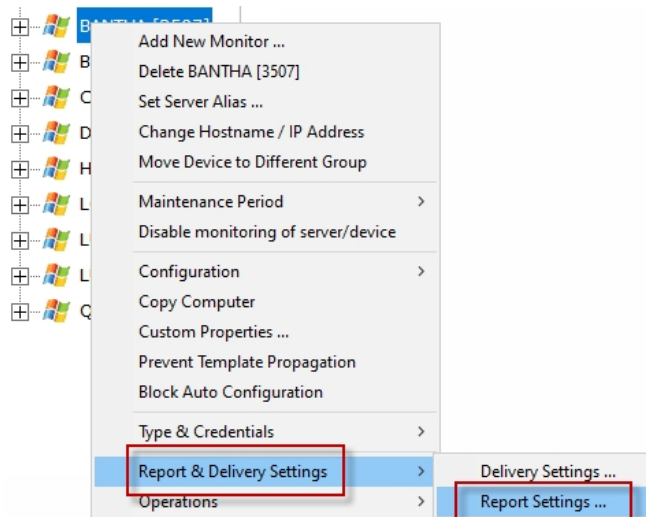 BANTHA [3507]
Add New Monitor ...
B
Delete BANTHA [3507]
C
Set Server Alias ...
D
Change Hostname / IP Address
H
Move Device to Different Group
L
Maintenance Period
L
Disable monitoring of server/device
L
Configuration
Q
Copy Computer
Custom Properties ...
Prevent Template Propagation
Block Auto Configuration
Type & Credentials
Report & Delivery Settings
Delivery Settings ...
Operations
Report Settings ...